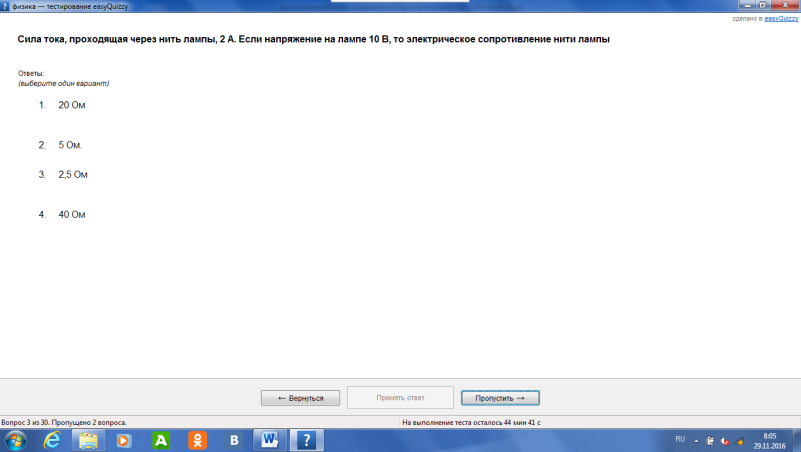 физика — тестирование easyQuizzy
сделано в easyQuizzy
Сила тока, проходящая через нить лампы, 2 А. Если напряжение на лампе 10 В, то электрическое сопротивление нити лампы
Ответы:
(выберите один вариант)
1. 20 Ом
2. 5 Ом.
3. 2,5 Ом
4. 40 Ом
← Вернуться
Принять ответ
Пропустить →
Вопрос 3 из 30. Пропущено 2 вопроса.
На выполнение теста осталось 44 мин 41 с
RU
8:05
29.11.2016